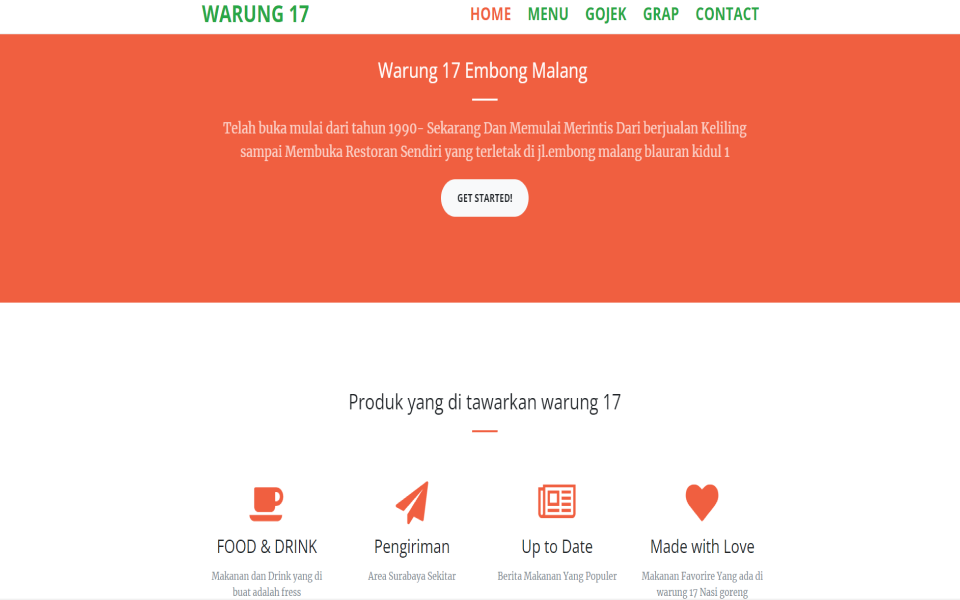 WARUNG 17
HOME MENU GOJEK GRAP CONTACT
Warung 17 Embong Malang
Telah buka mulai dari tahun 1990- Sekarang Dan Memulai Merintis Dari berjualan Keliling
sampai Membuka Restoran Sendiri yang terletak di jl.embong malang blauran kidul 1
GET STARTED!
Produk yang di tawarkan warung 17
FOOD & DRINK
Makanan dan Drink yang di
buat adalah fress
Pengiriman
Area Surabaya Sekitar
Up to Date
Berita Makanan Yang Populer
Made with Love
Makanan Favorire Yang ada di
warung 17 Nasi goreng